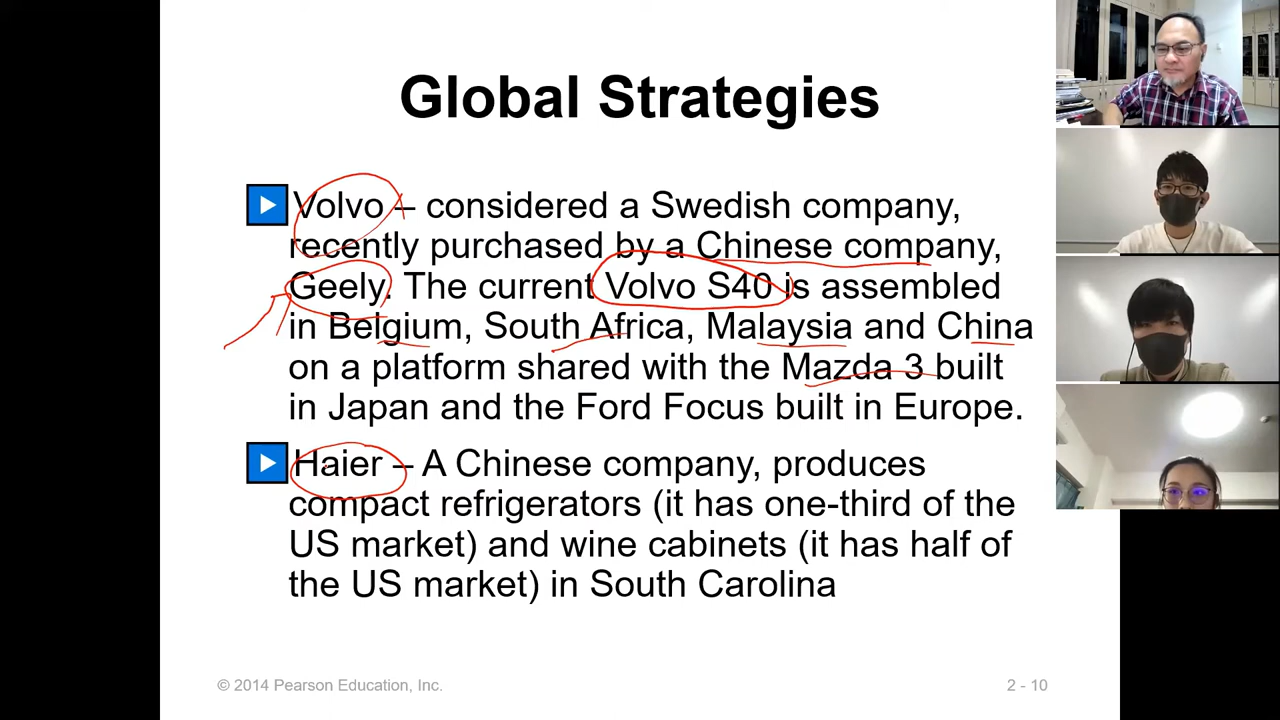 Global Strategies
Volvo – considered a Swedish company,
recently purchased by a Chinese company,
Geely. The current Volvo S40 is assembled
in Belgium, South Africa, Malaysia and China
on a platform shared with the Mazda 3 built
in Japan and the Ford Focus built in Europe.
Haier – A Chinese company, produces
compact refrigerators (it has one-third of the
US market) and wine cabinets (it has half of
the US market) in South Carolina
© 2014 Pearson Education, Inc.
2 - 10